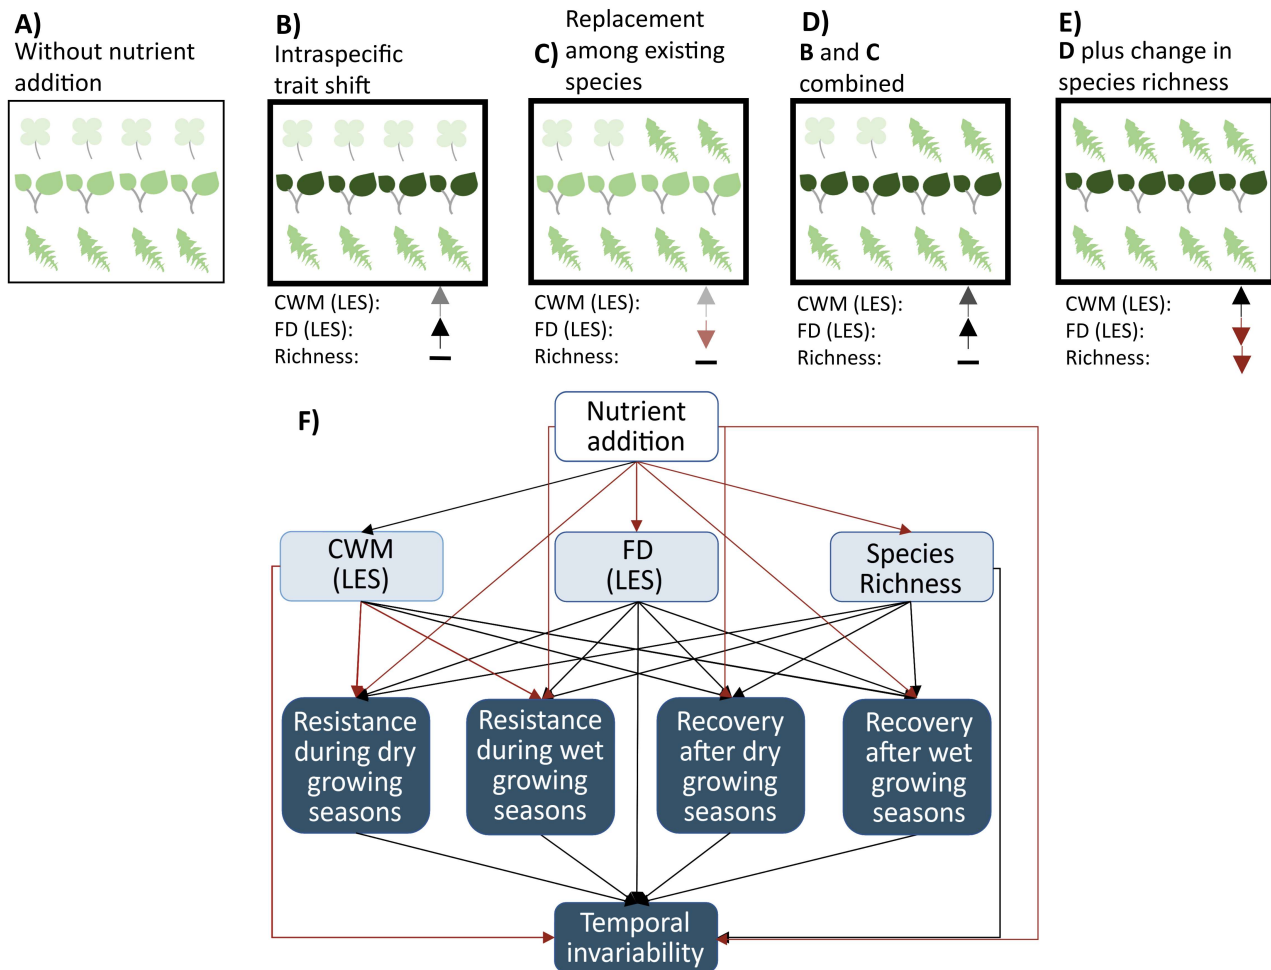 A)
Without nutrient
addition
B)
Intraspecific
trait shift
CWM (LES):
FD (LES):
Richness:
C)
Replacement
among existing
species
CWM (LES):
FD (LES):
Richness:
D)
B and C
combined
CWM (LES):
FD (LES):
Richness:
E)
D plus change in
species richness
CWM (LES):
FD (LES):
Richness:
F)
Nutrient
addition
CWM
(LES)
FD
(LES)
Species
Richness
Resistance
during dry
growing
seasons
Resistance
during wet
growing
seasons
Recovery
after dry
growing
seasons
Recovery
after wet
growing
seasons
Temporal
invariability